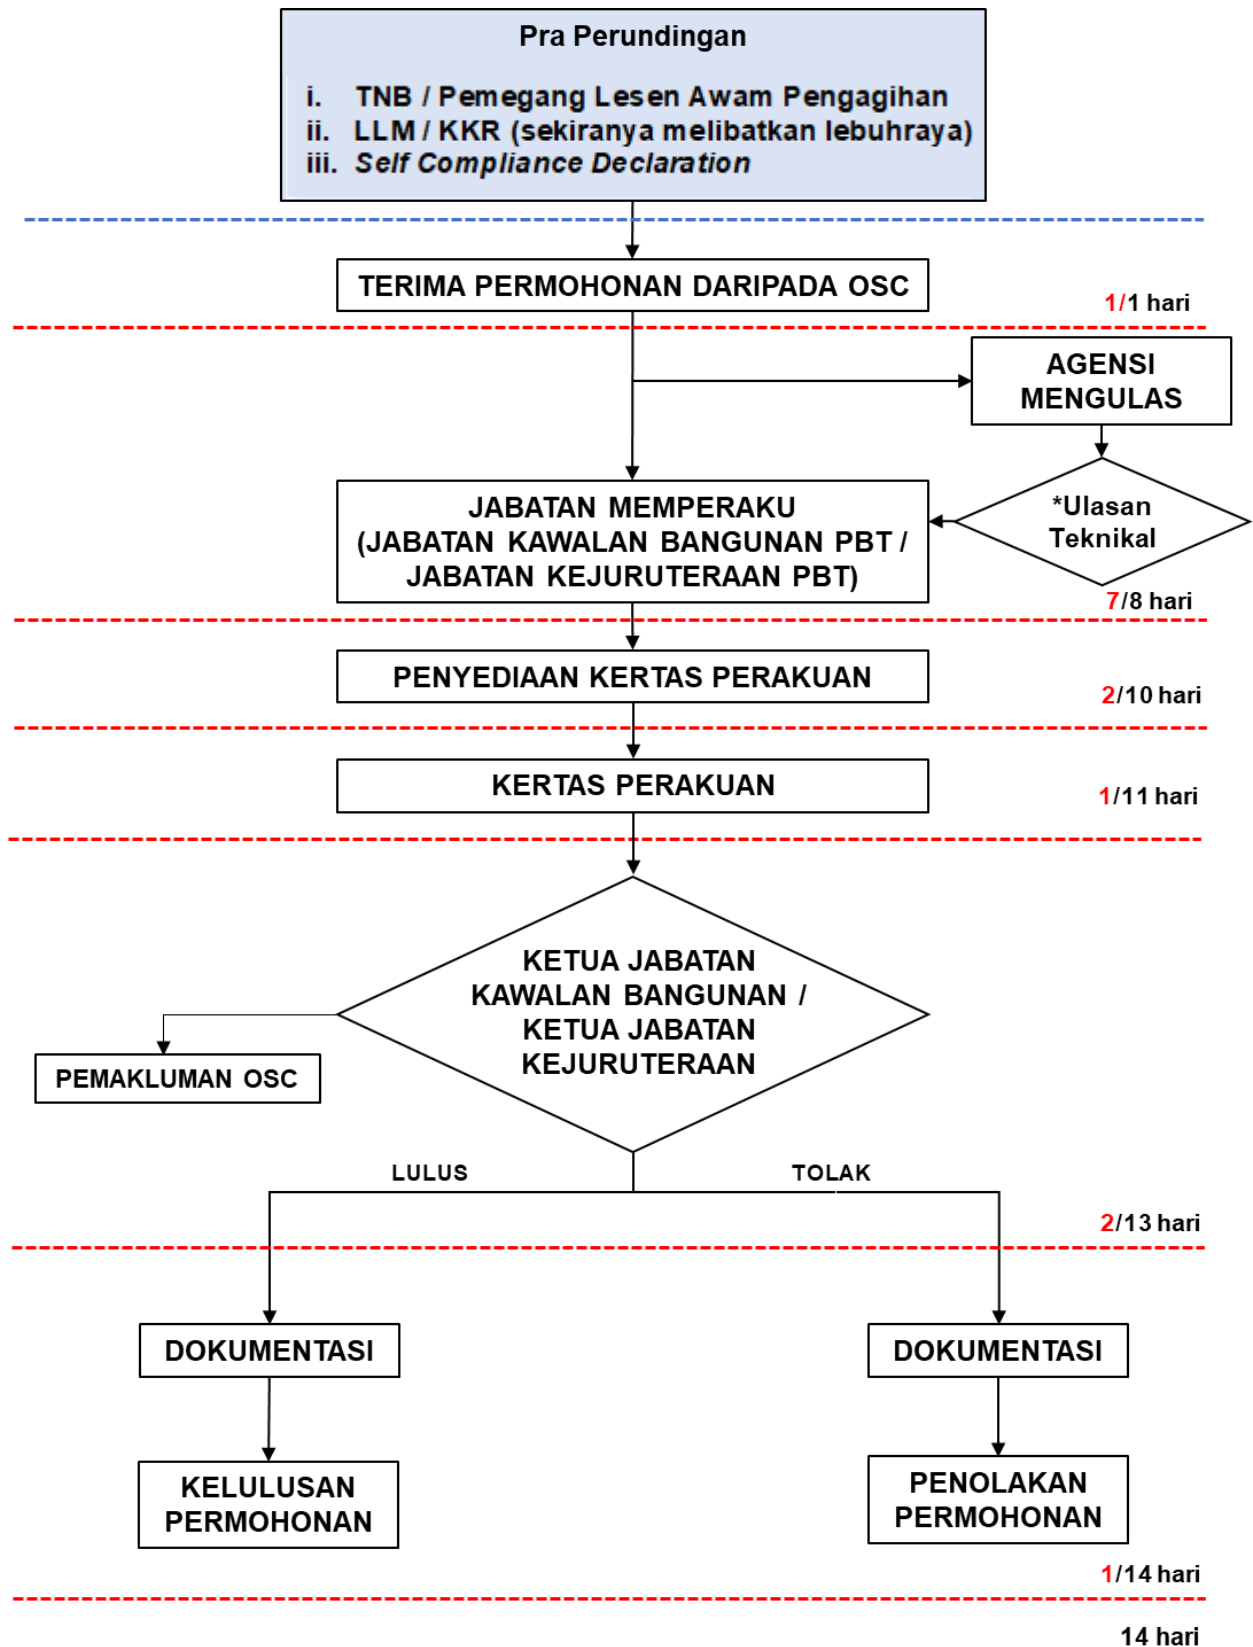 Pra Perundingan
i. TNB / Pemegang Lesen Awam Pengagihan
ii. LLM / KKR (sekiranya melibatkan lebuhraya)
iii. Self Compliance Declaration
TERIMA PERMOHONAN DARIPADA OSC
1/1 hari
AGENSI
MENGULAS
*Ulasan
Teknikal
JABATAN MEMPERAKU
(JABATAN KAWALAN BANGUNAN PBT /
JABATAN KEJURUTERAAN PBT)
7/8 hari
PENYEDIAAN KERTAS PERAKUAN
2/10 hari
KERTAS PERAKUAN
1/11 hari
KETUA JABATAN
KAWALAN BANGUNAN /
KETUA JABATAN
KEJURUTERAAN
PEMAKLUMAN OSC
LULUS
TOLAK
2/13 hari
DOKUMENTASI
DOKUMENTASI
KELULUSAN
PERMOHONAN
PENOLAKAN
PERMOHONAN
1/14 hari
14 hari